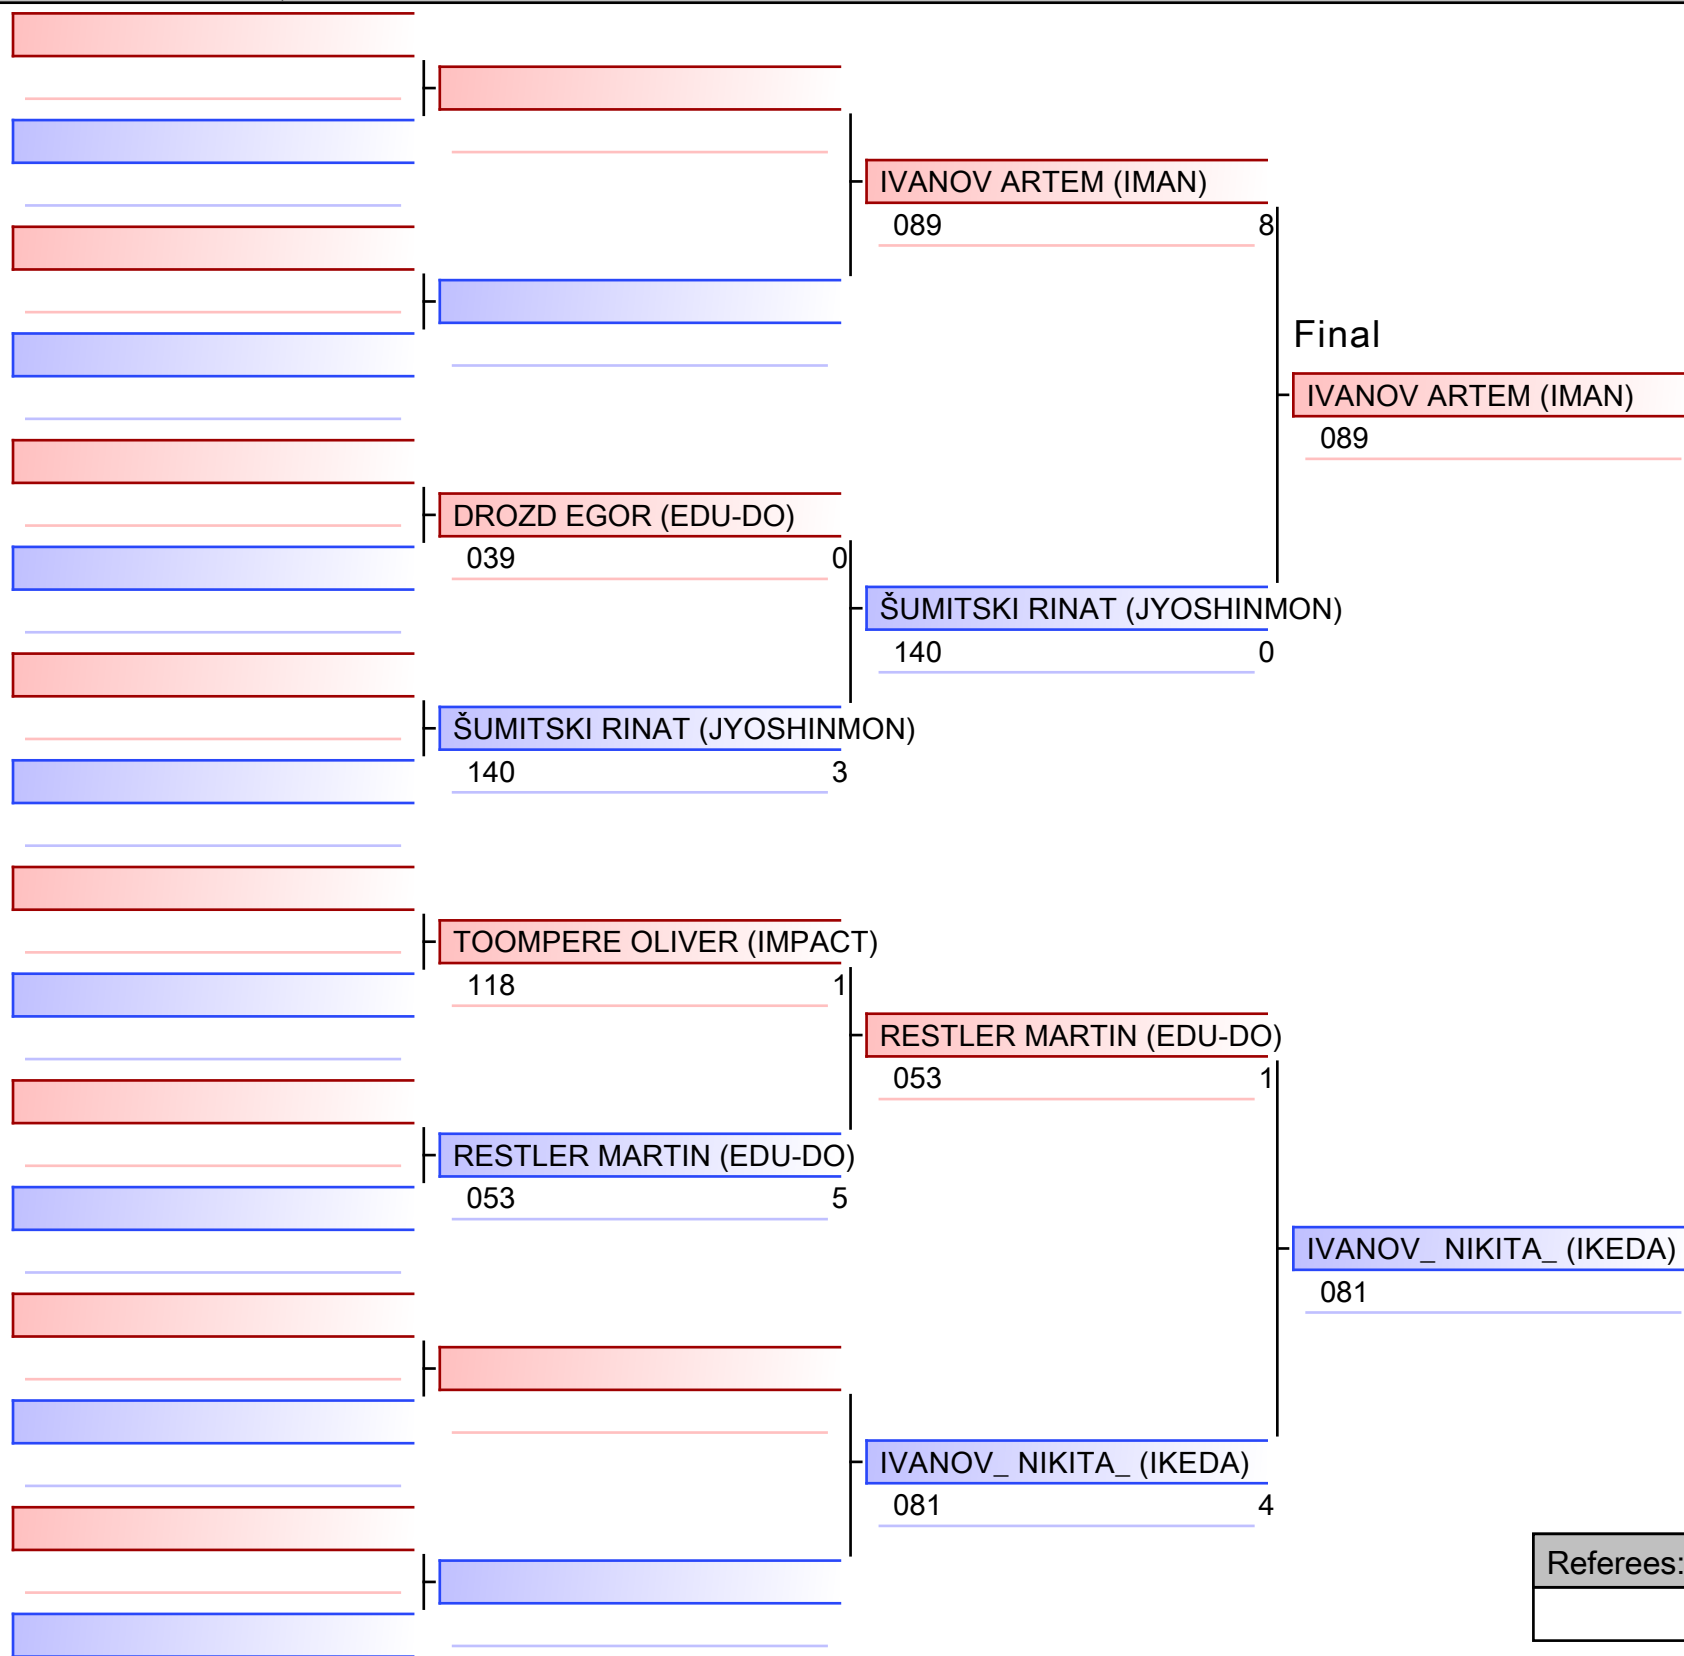 IVANOV ARTEM (IMAN)
089 8
Final
IVANOV ARTEM (IMAN)
089
DROZD EGOR (EDU-DO)
039 0
ŠUMITSKI RINAT (JYOSHINMON)
140 0
ŠUMITSKI RINAT (JYOSHINMON)
140 3
TOOMPERE OLIVER (IMPACT)
118 1
RESTLER MARTIN (EDU-DO)
053 1
RESTLER MARTIN (EDU-DO)
053 5
IVANOV_ NIKITA_ (IKEDA)
081
IVANOV_ NIKITA_ (IKEDA)
081 4
Referees: